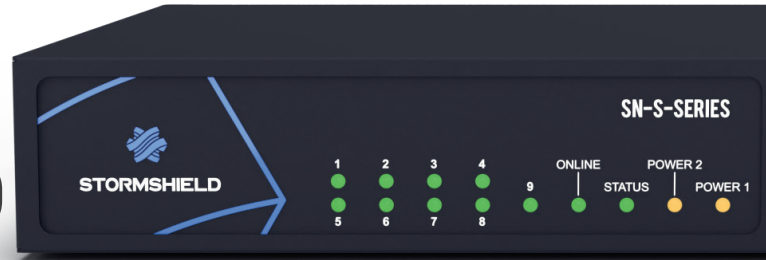 SN-S-SERIES
STORMSHIELD
1 2 3 4
ONLINE POWER 2
9 STATUS POWER 1
5 6 7 8